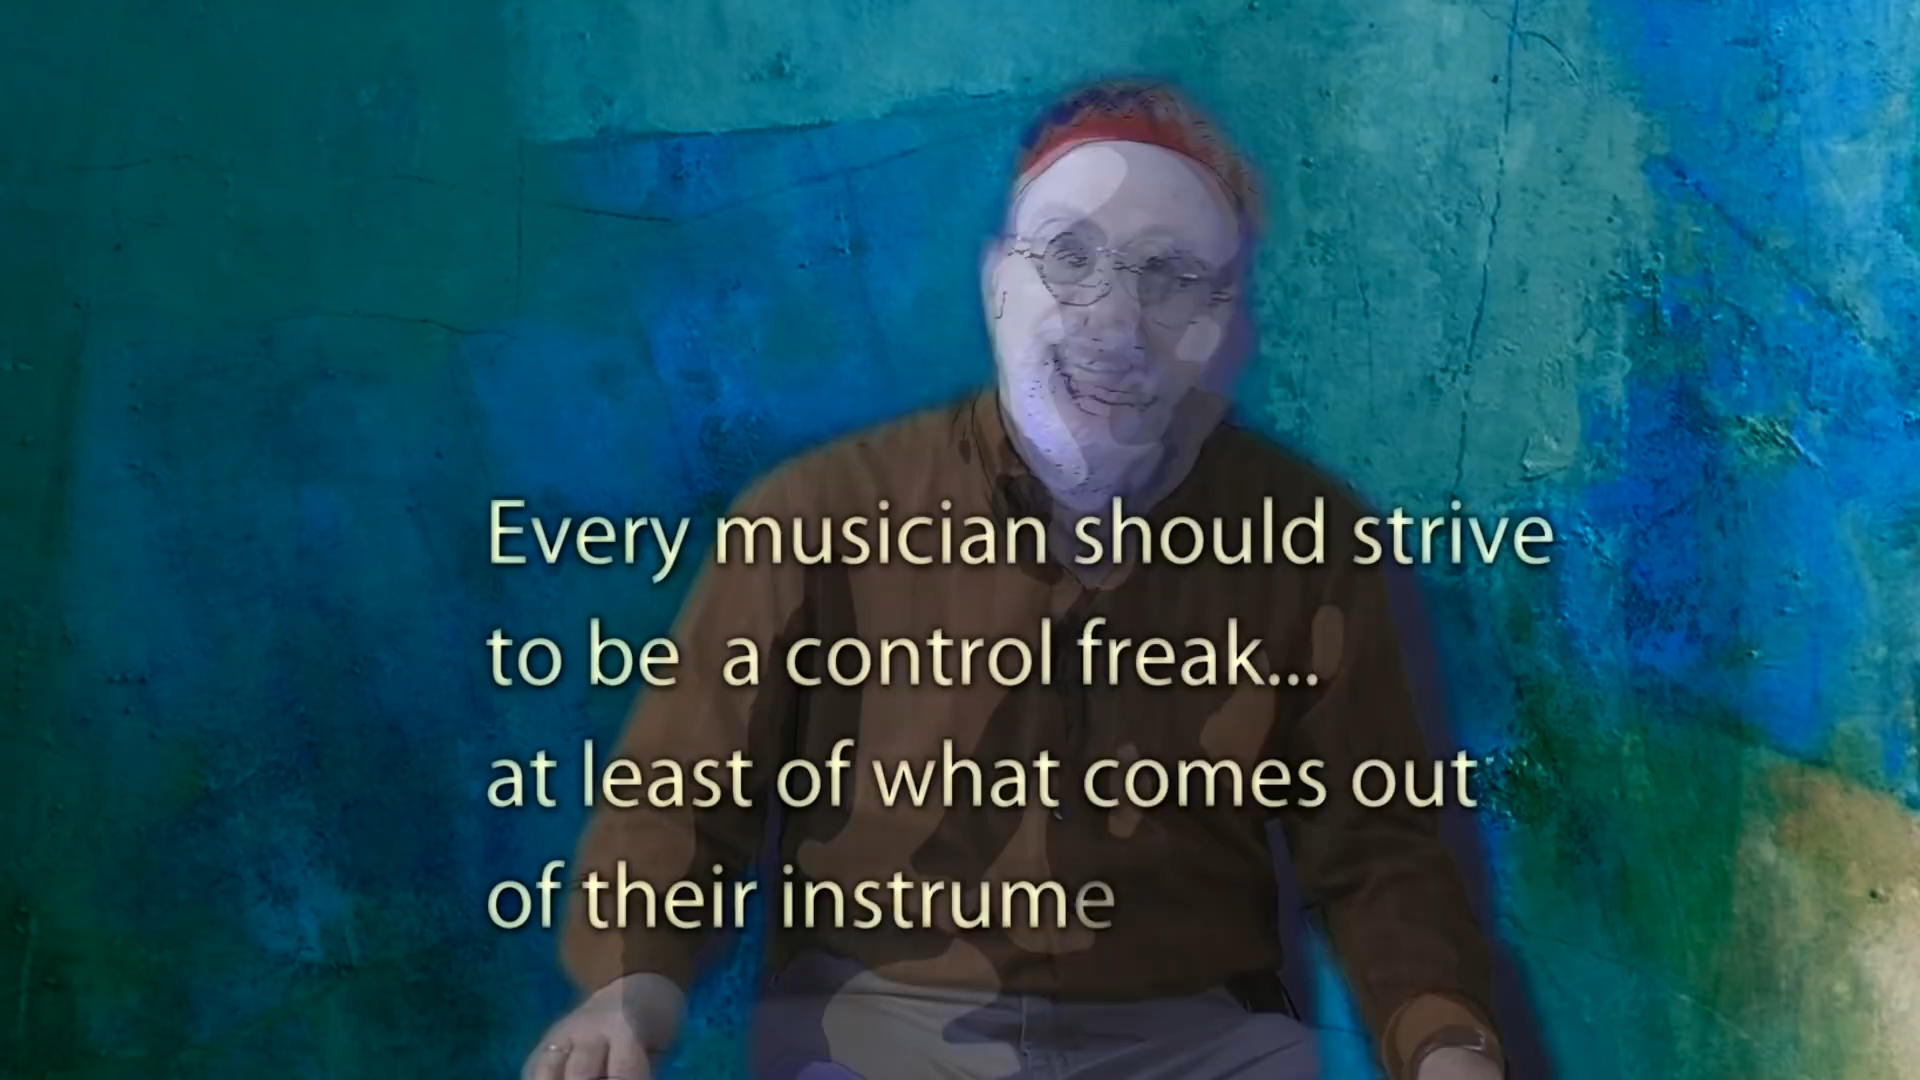 Every musician should strive
to be  a control freak...
at least of what comes out
of their instrume